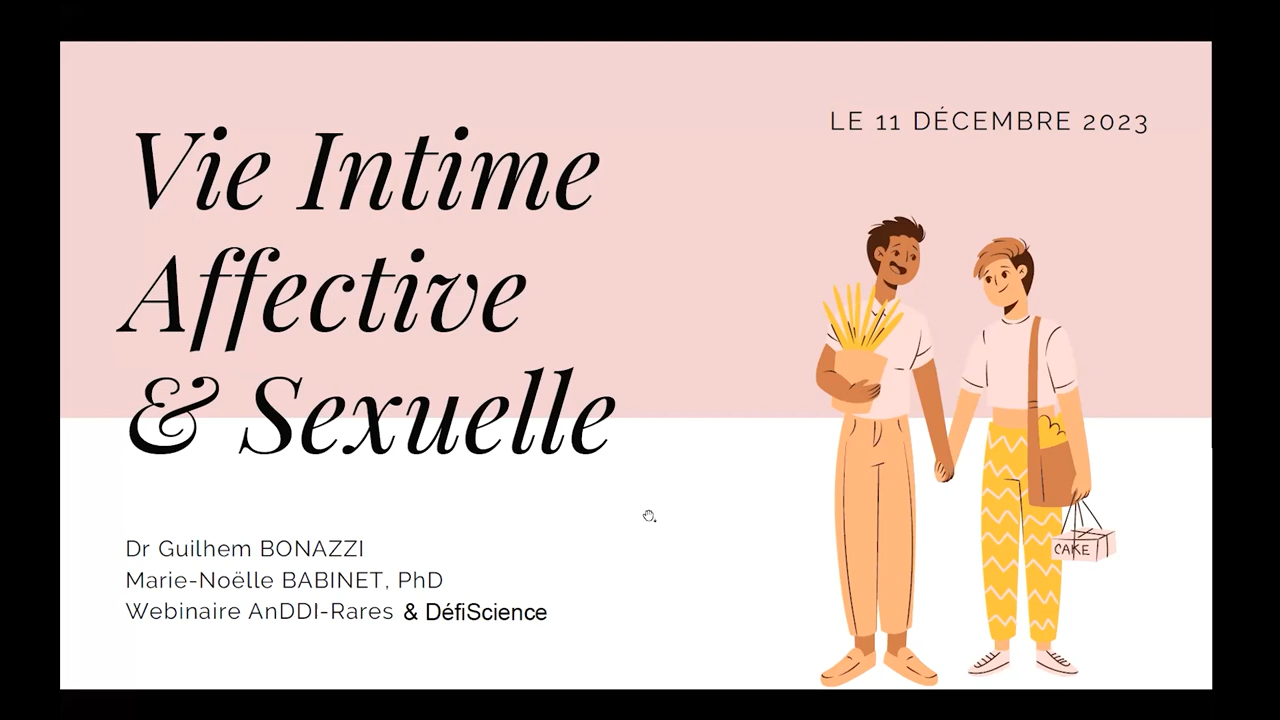 LE 11 DÉCEMBRE 2023
Vie Intime
Affective
& Sexuelle
Dr Guilhem BONAZZI
Marie-Noëlle BABINET, PhD
Webinaire AnDDI-Rares & DéfiScience
CAKE